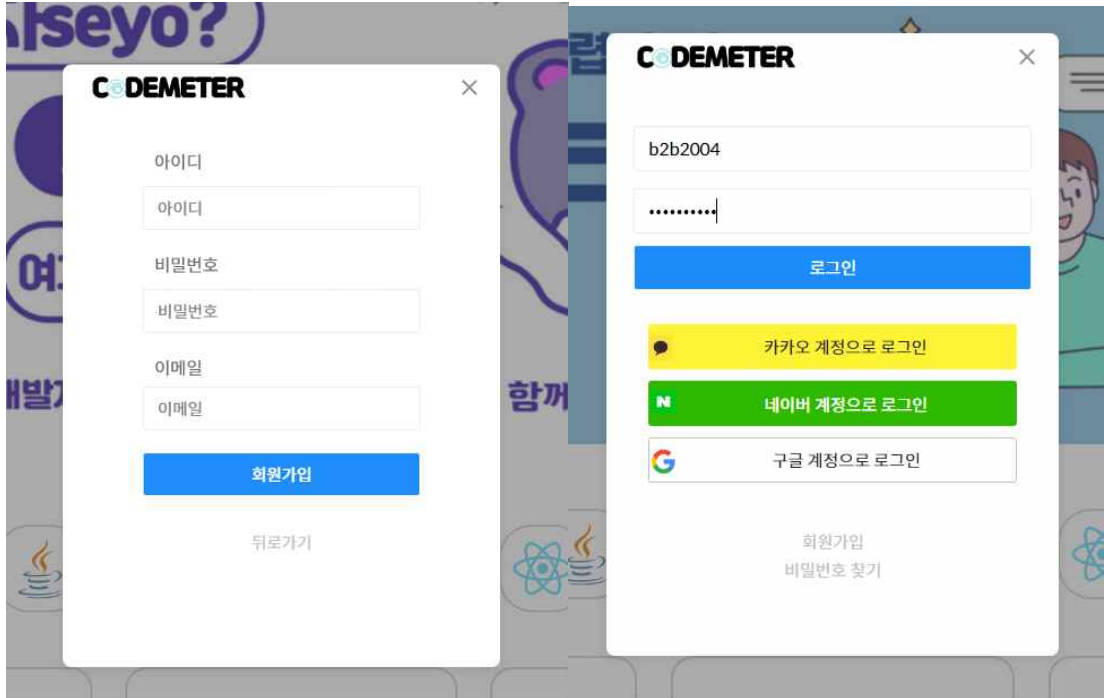 seyo?
CODEMETER
아이디
아이디
비밀번호
비밀번호
이메일
이메일
회원가입
뒤로가기
함께
CODEMETER
b2b2004
••••••••••
로그인
카카오 계정으로 로그인
N
네이버 계정으로 로그인
G
구글 계정으로 로그인
회원가입
비밀번호 찾기